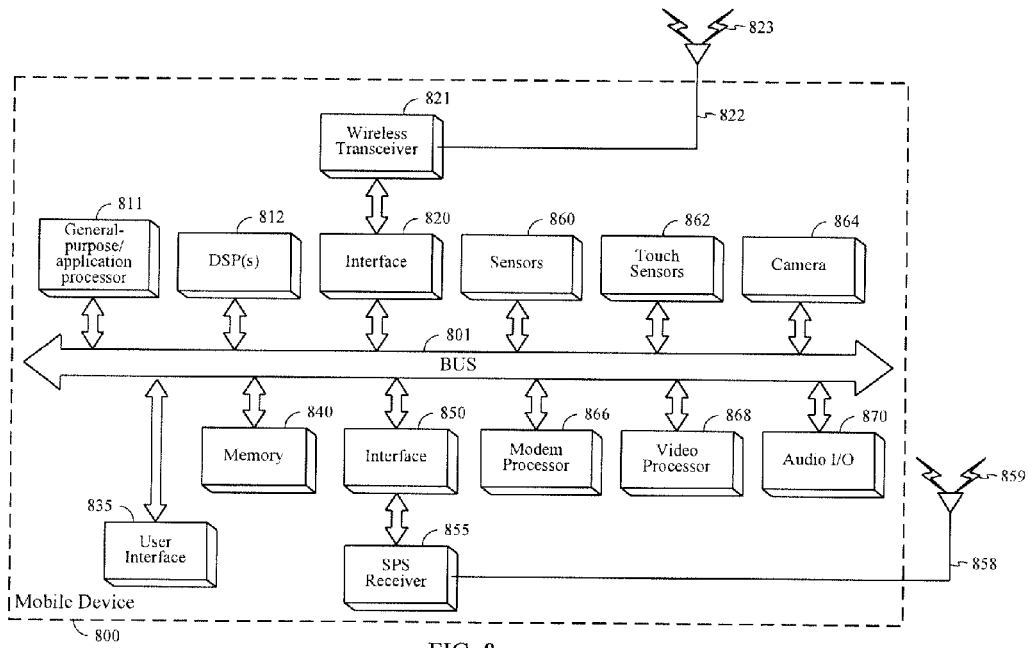 823
821
Wireless
Transceiver
822
811
General-
purpose/
application
processor
812
DSP(s)
820
Interface
860
Sensors
862
Touch
Sensors
864
Camera
801
BUS
840
Memory
850
Interface
866
Modem
Processor
868
Video
Processor
870
Audio I/O
859
835
User
Interface
855
SPS
Receiver
858
Mobile Device
800